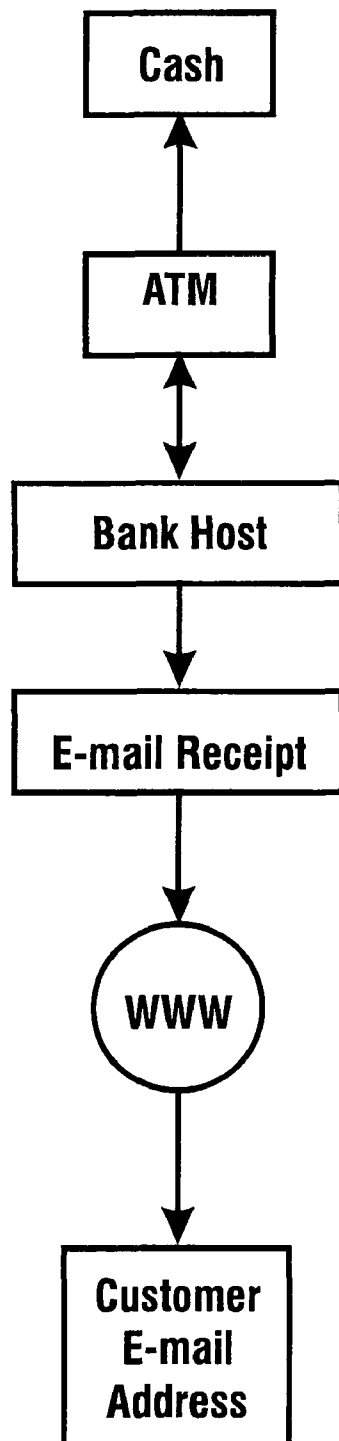 Cash
ATM
Bank Host
E-mail Receipt
WWW
Customer
E-mail
Address